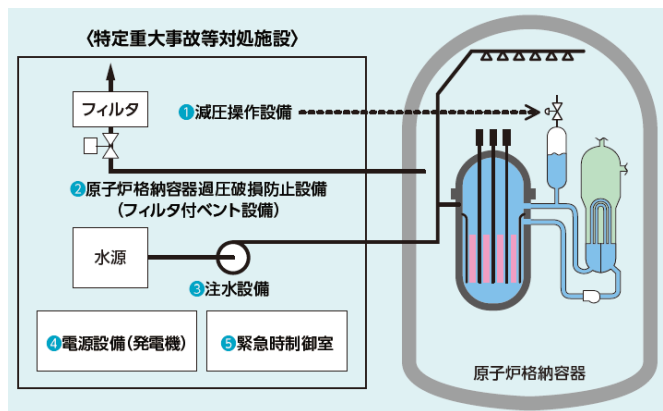 〈特定重大事故等対処施設〉
フィルタ
❶減圧操作設備
❷原子炉格納容器過圧破損防止設備
(フィルタ付ベント設備)
水源
❸注水設備
❹電源設備(発電機)
❺緊急時制御室
原子炉格納容器